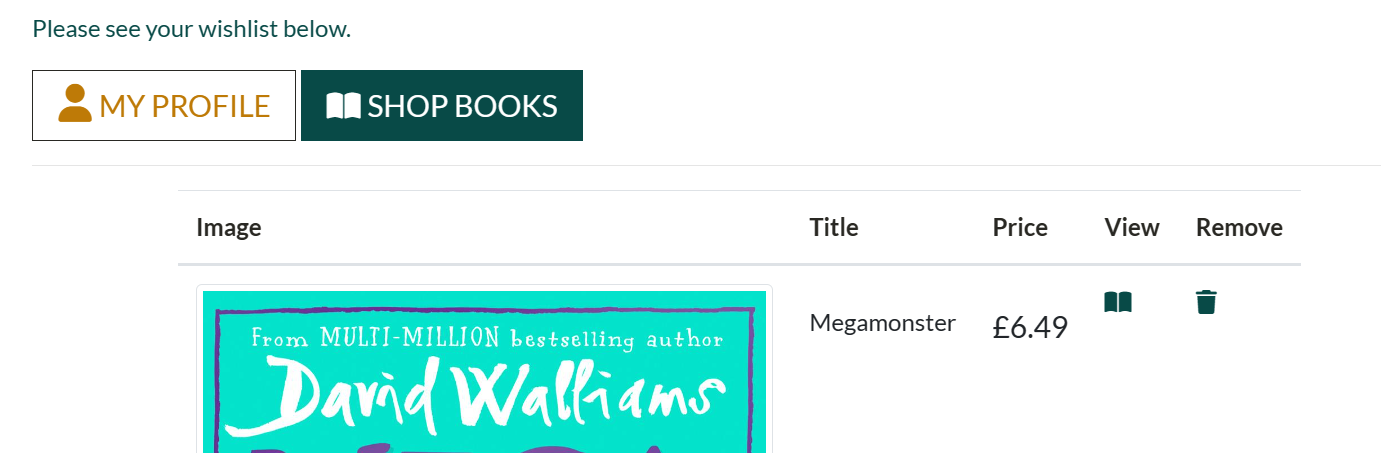 Please see your wishlist below.
MY PROFILE SHOP BOOKS
Image Title Price View Remove
From MULTI-MILLION bestselling author
David Walliams
Megamonster £6.49